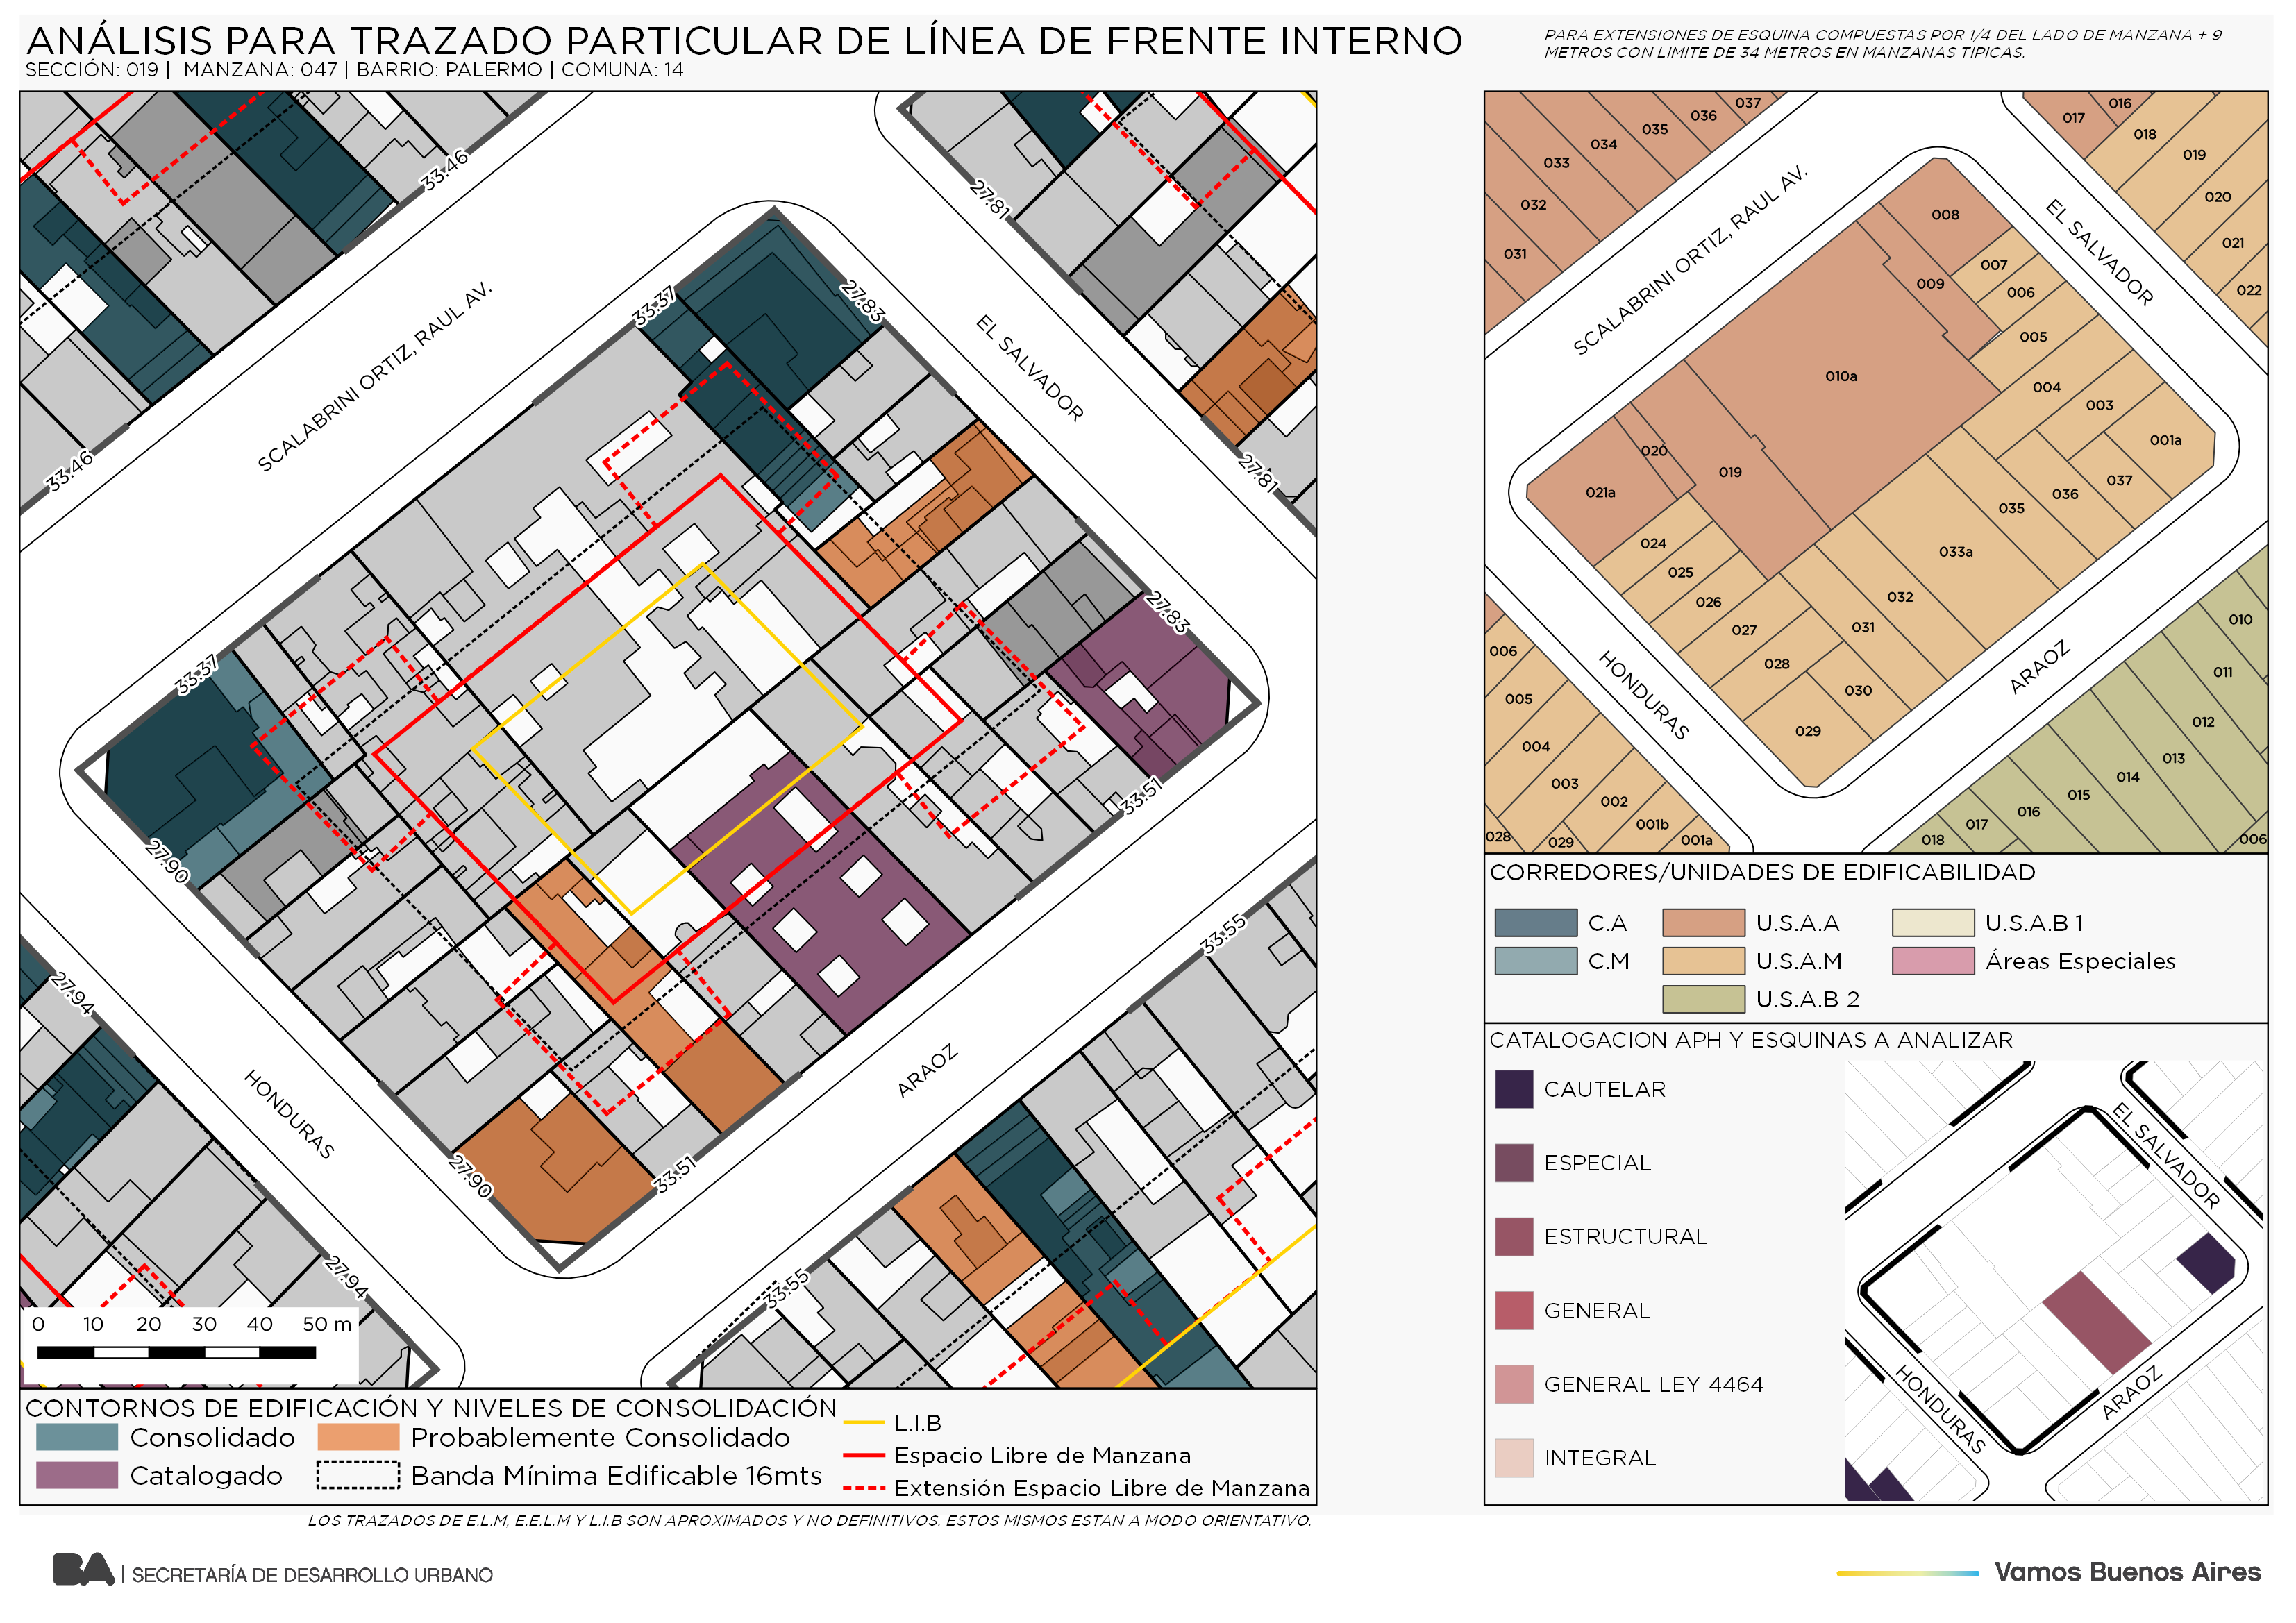 ANÁLISIS PARA TRAZADO PARTICULAR DE LÍNEA DE FRENTE INTERNO
SECCIÓN: 019 | MANZANA: 047 | BARRIO: PALERMO | COMUNA: 14
PARA EXTENSIONES DE ESQUINA COMPUESTAS POR 1/4 DEL LADO DE MANZANA + 9
METROS CON LIMITE DE 34 METROS EN MANZANAS TIPICAS.
33.46
33.46
27.81
27.81
SCALABRINI ORTIZ, RAUL AV.
EL SALVADOR
33.37
27.83
33.37
27.83
27.90
33.51
27.90
33.51
27.94
27.94
33.55
33.55
HONDURAS
ARAOZ
0 10 20 30 40 50 m
CONTORNOS DE EDIFICACIÓN Y NIVELES DE CONSOLIDACIÓN
Consolidado
Probablemente Consolidado
Catalogado
Banda Mínima Edificable 16mts
L.I.B
Espacio Libre de Manzana
Extensión Espacio Libre de Manzana
LOS TRAZADOS DE E.L.M, E.E.L.M Y L.I.B SON APROXIMADOS Y NO DEFINITIVOS. ESTOS MISMOS ESTAN A MODO ORIENTATIVO.
037
036
035
034
033
032
031
017
016
018
019
020
021
022
SCALABRINI ORTIZ, RAUL AV.
EL SALVADOR
008
007
009
006
005
004
003
001a
010a
020
019
021a
037
036
035
033a
024
025
026
027
028
032
031
030
029
HONDURAS
ARAOZ
006
005
004
003
002
001b
001a
028
029
010
011
012
013
014
015
016
017
018
006
CORREDORES/UNIDADES DE EDIFICABILIDAD
C.A
U.S.A.A
U.S.A.B 1
C.M
U.S.A.M
Áreas Especiales
U.S.A.B 2
CATALOGACION APH Y ESQUINAS A ANALIZAR
CAUTELAR
ESPECIAL
ESTRUCTURAL
GENERAL
GENERAL LEY 4464
INTEGRAL
EL SALVADOR
HONDURAS
ARAOZ
BA | SECRETARÍA DE DESARROLLO URBANO
Vamos Buenos Aires